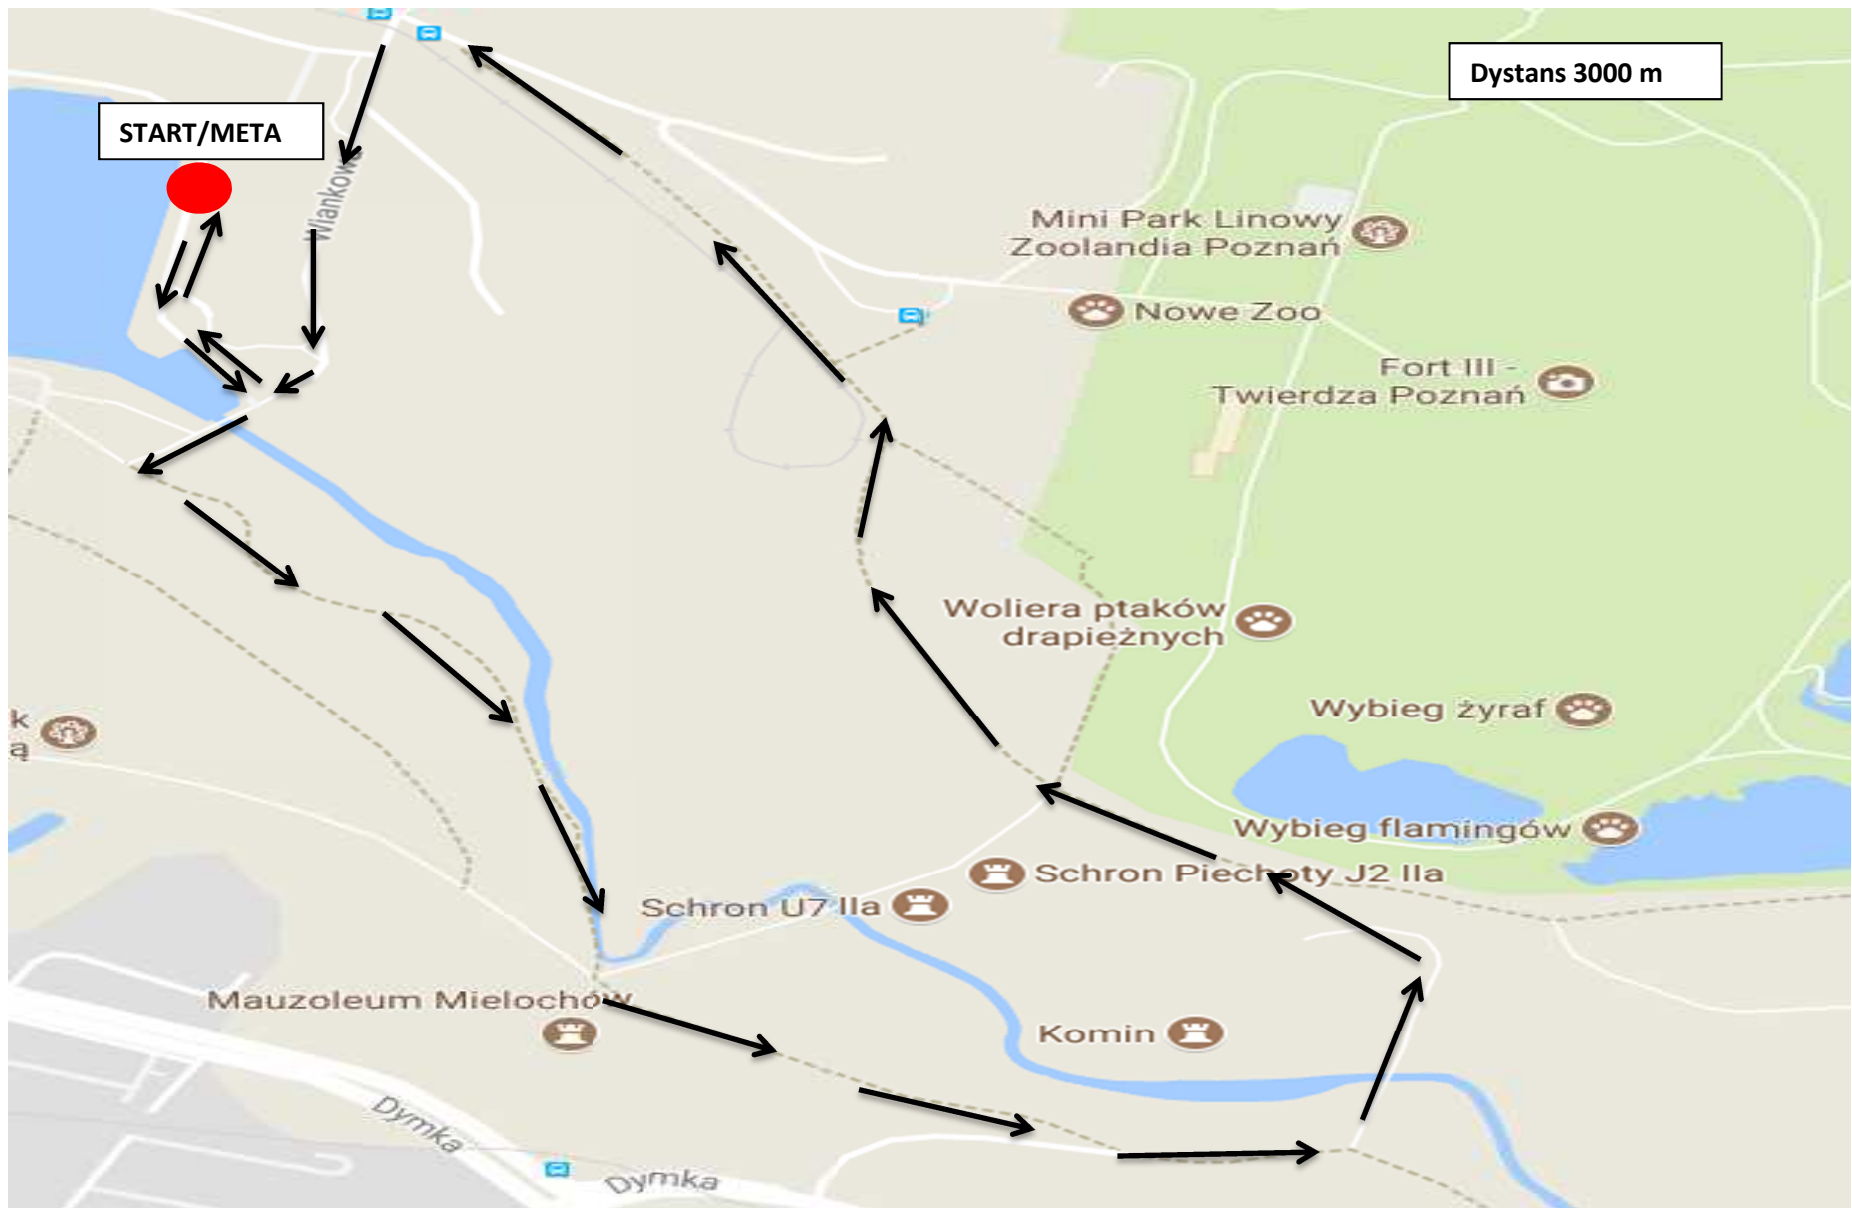 Dystans 3000 m
START/META
Wiankowa
Mini Park Linowy
Zoolandia Poznań
Nowe Zoo
Fort III -
Twierdza Poznań
Woliera ptaków
drapieżnych
k
ą
Wybieg żyraf
Wybieg flamingów
Schron Piechoty J2 IIa
Schron U7 IIa
Mauzoleum Mielochów
Komin
Dymka
Dymka